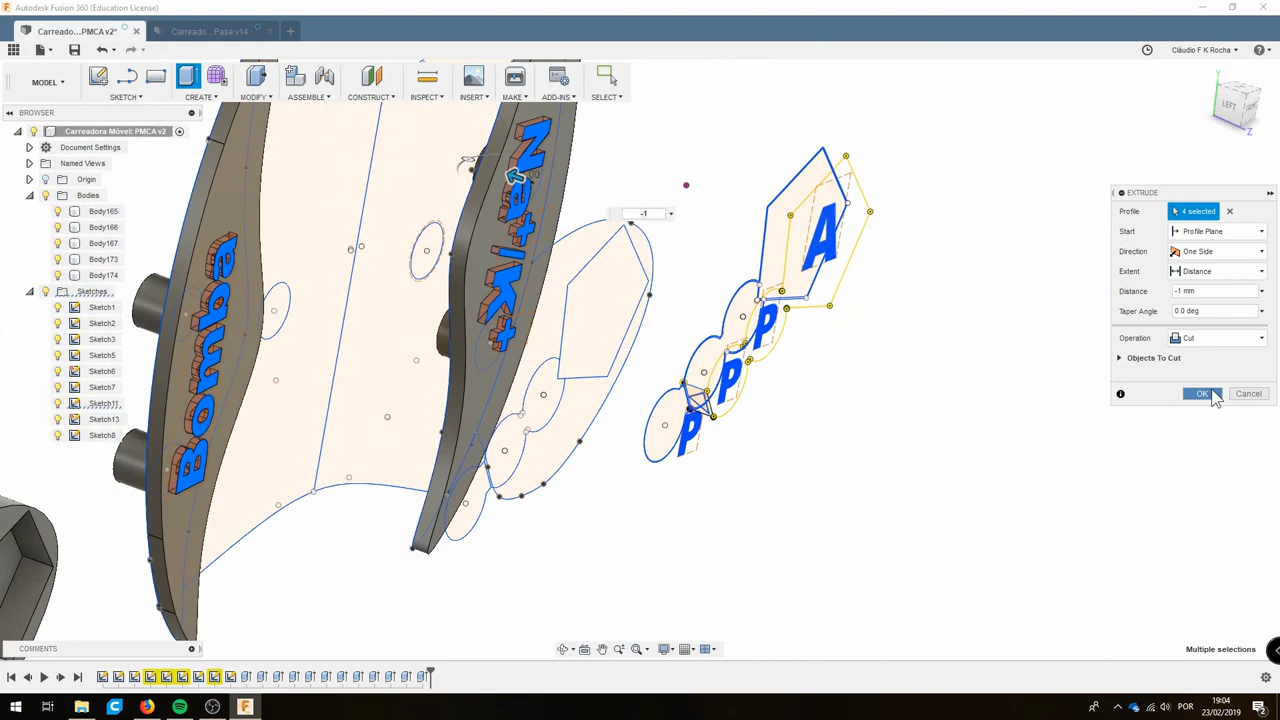 Autodesk Fusion 360 (Education License)
Carreado...PMCA v2*
Carreado... Pase v14
Cláudio F K Rocha
MODEL
SKETCH
CREATE
MODIFY
ASSEMBLE
CONSTRUCT
INSPECT
INSERT
MAKE
ADD-INS
SELECT
LEFT
Z
BROWSER
Carreadora Móvel: PMCA v2
Document Settings
Named Views
Origin
Bodies
Body165
Body166
Body167
Body173
Body174
Sketches
Sketch1
Sketch2
Sketch3
Sketch5
Sketch6
Sketch7
Sketch11
Sketch13
Sketch8
EXTRUDE
Profile
4 selected
Start
Profile Plane
Direction
One Side
Extent
Distance
Distance
-1 mm
Taper Angle
0.0 deg
Operation
Cut
Objects To Cut
OK
Cancel
-1
A
P
P
P
COMMENTS
Multiple selections
POR
19:04
23/02/2019
2